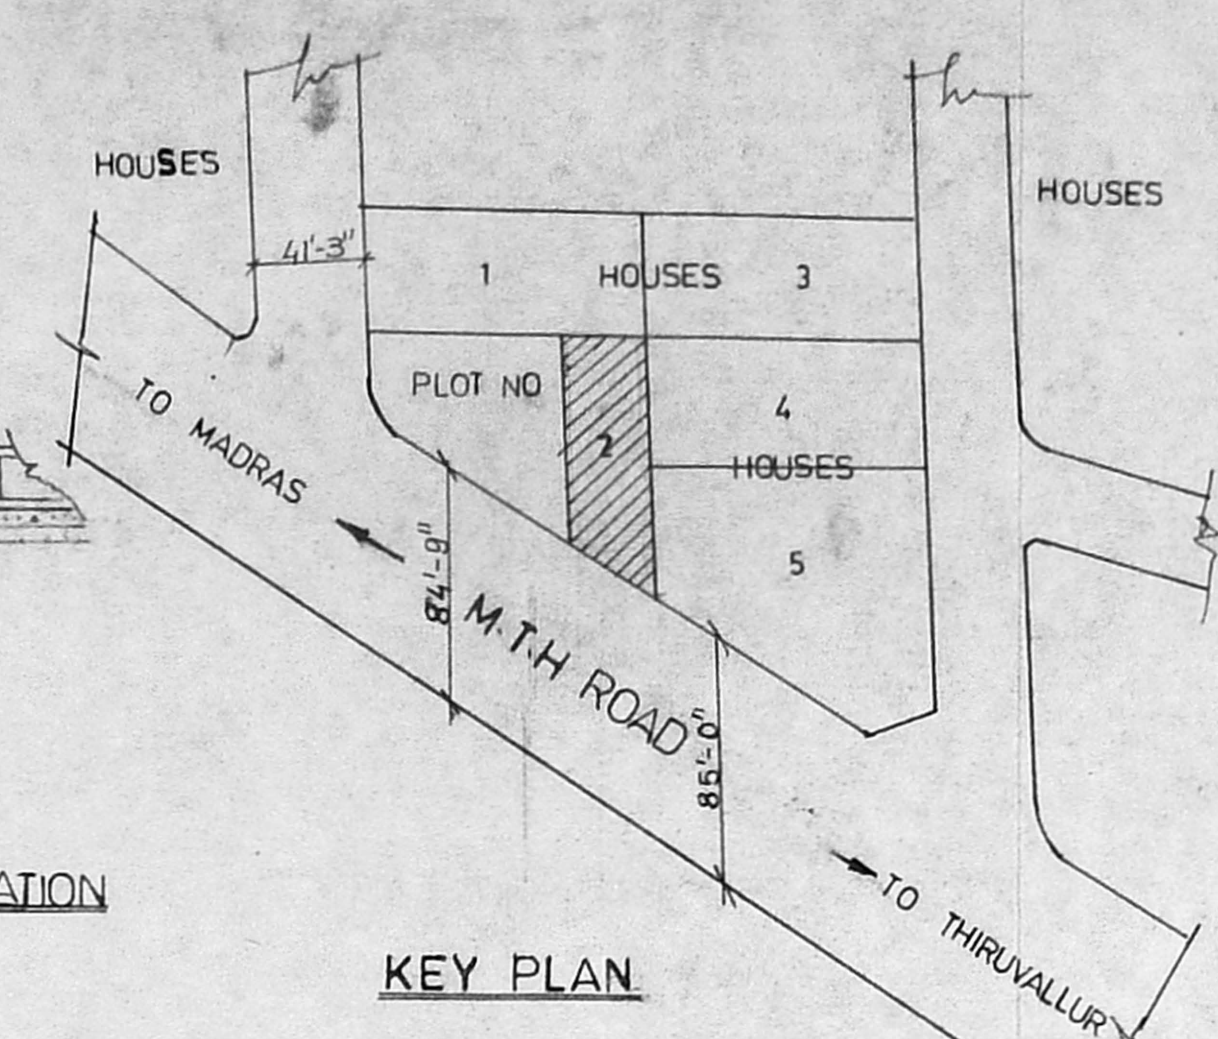 HOUSES
HOUSES
41'-3"
1
HOUSES
3
PLOT NO
2
4
HOUSES
5
TO MADRAS
84'-9"
M.T.H ROAD
85'-0"
TO THIRUVALLUR
ATION
KEY PLAN